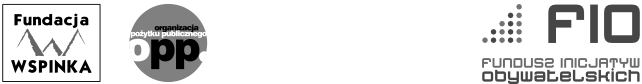 Fundacja
WSPINKA
organizacja
pożytku publicznego
opp.
FIO
FUNDUSZ INICJATYW
obywatelskich